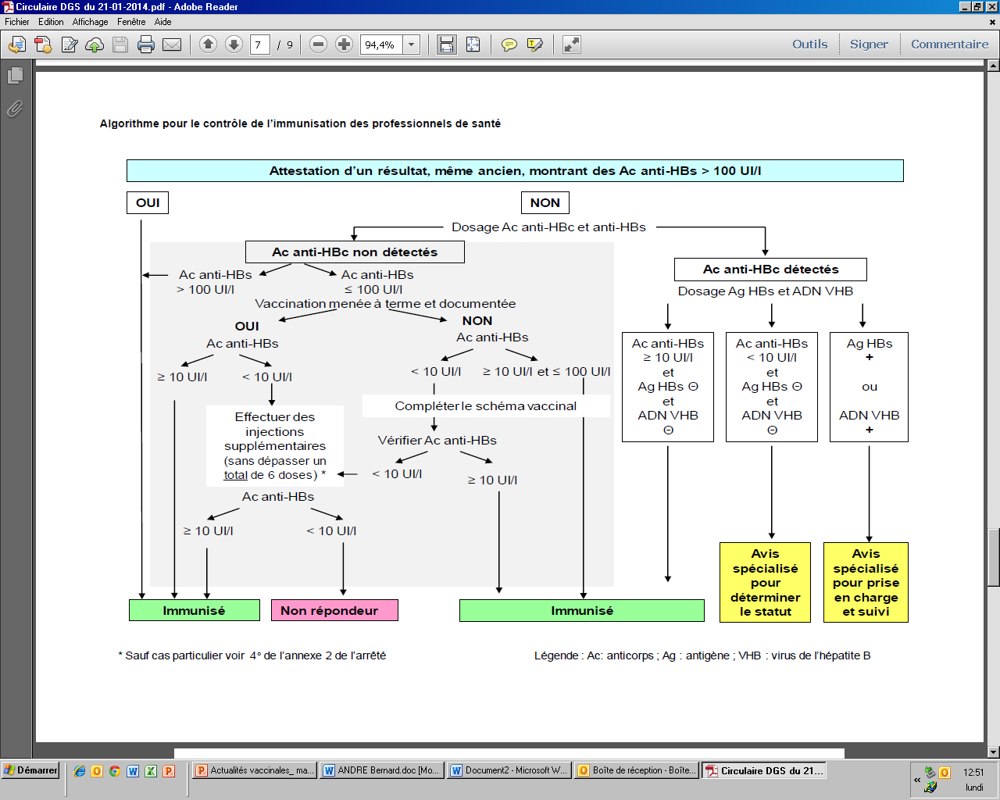 Circulaire DGS du 21-01-2014.pdf - Adobe Reader
Fichier Edition Affichage Fenêtre Aide
7 / 9 94,4% Outils Signer Commentaire
Algorithme pour le contrôle de l'immunisation des professionnels de santé
Attestation d'un résultat, même ancien, montrant des Ac anti-HBs > 100 UI/l
OUI
NON
Dosage Ac anti-HBc et anti-HBs
Ac anti-HBc non détectés
Ac anti-HBs
> 100 UI/l
Ac anti-HBs
≤ 100 UI/l
Vaccination menée à terme et documentée
OUI
Ac anti-HBs
≥ 10 UI/l
< 10 UI/l
NON
Ac anti-HBs
< 10 UI/l
≥ 10 UI/l et ≤ 100 UI/l
Effectuer des
injections
supplémentaires
(sans dépasser un
total de 6 doses) *
Compléter le schéma vaccinal
Vérifier Ac anti-HBs
< 10 UI/l
≥ 10 UI/l
Ac anti-HBs
≥ 10 UI/l
< 10 UI/l
Ac anti-HBc détectés
Dosage Ag HBs et ADN VHB
Ac anti-HBs
≥ 10 UI/l
et
Ag HBs Θ
et
ADN VHB
Θ
Ac anti-HBs
< 10 UI/l
et
Ag HBs Θ
et
ADN VHB
Θ
Ag HBs
+
ou
ADN VHB
+
Immunisé
Non répondeur
Immunisé
Avis
spécialisé
pour
déterminer
le statut
Avis
spécialisé
pour prise
en charge
et suivi
* Sauf cas particulier voir 4° de l'annexe 2 de l'arrêté
Légende : Ac: anticorps ; Ag : antigène ; VHB : virus de l'hépatite B
Démarrer
Actualités vaccinales_ ma...
ANDRE Bernard.doc [Mo...
Document2 - Microsoft W...
Boîte de réception - Boîte...
Circulaire DGS du 21...
12:51
lundi